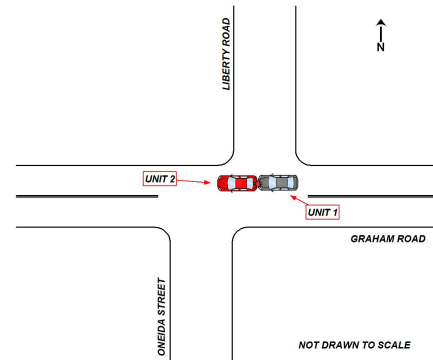 LIBERTY ROAD
N
UNIT 2
UNIT 1
GRAHAM ROAD
ONEIDA STREET
NOT DRAWN TO SCALE